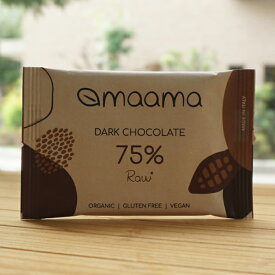 maama
DARK CHOCOLATE
75%
Raw
ORGANIC | GLUTEN FREE | VEGAN
MADE IN ITALY